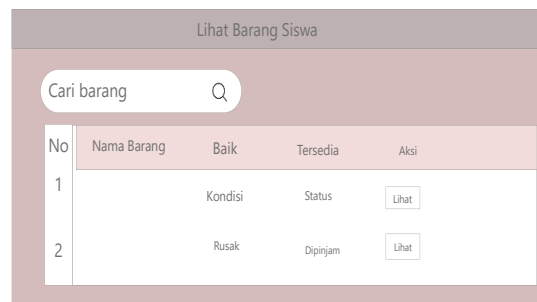 Lihat Barang Siswa
Cari barang
No Nama Barang Baik Tersedia Aksi
1 Kondisi Status Lihat
2 Rusak Dipinjam Lihat